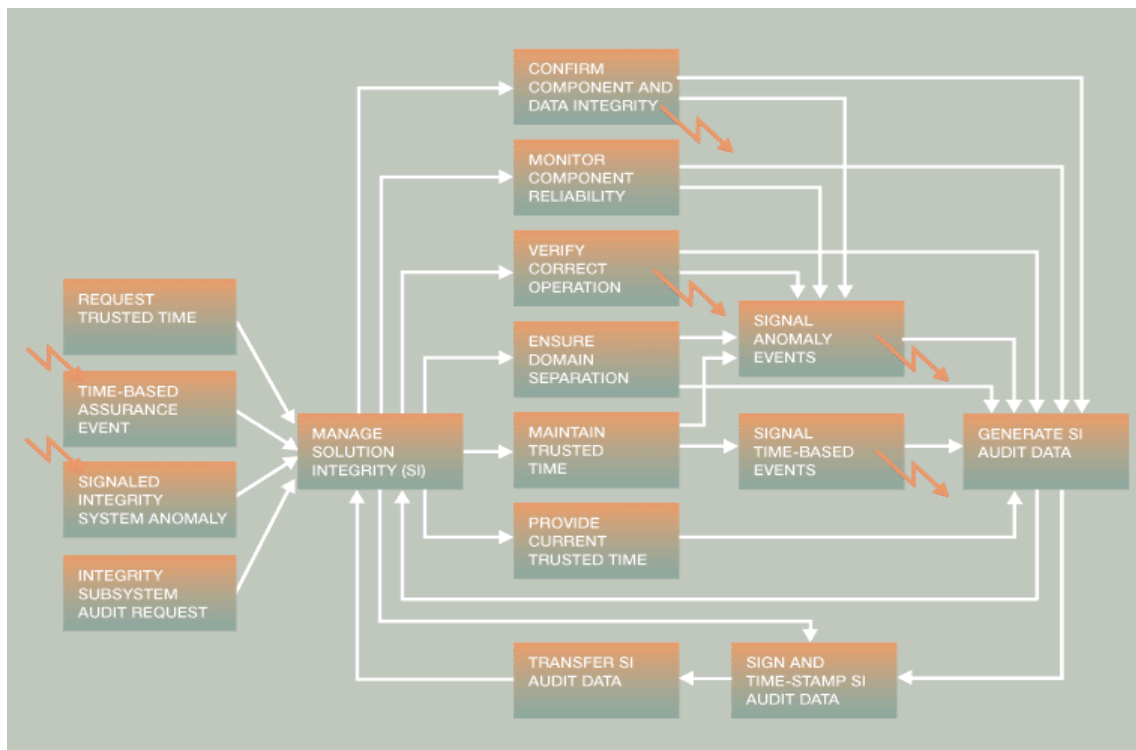 CONFIRM
COMPONENT AND
DATA INTEGRITY
MONITOR
COMPONENT
RELIABILITY
VERIFY
CORRECT
OPERATION
REQUEST
TRUSTED TIME
SIGNAL
ANOMALY
EVENTS
ENSURE
DOMAIN
SEPARATION
TIME-BASED
ASSURANCE
EVENT
MANAGE
SOLUTION
INTEGRITY (SI)
MAINTAIN
TRUSTED
TIME
SIGNAL
TIME-BASED
EVENTS
GENERATE SI
AUDIT DATA
SIGNALED
INTEGRITY
SYSTEM ANOMALY
PROVIDE
CURRENT
TRUSTED TIME
INTEGRITY
SUBSYSTEM
AUDIT REQUEST
TRANSFER SI
AUDIT DATA
SIGN AND
TIME-STAMP SI
AUDIT DATA